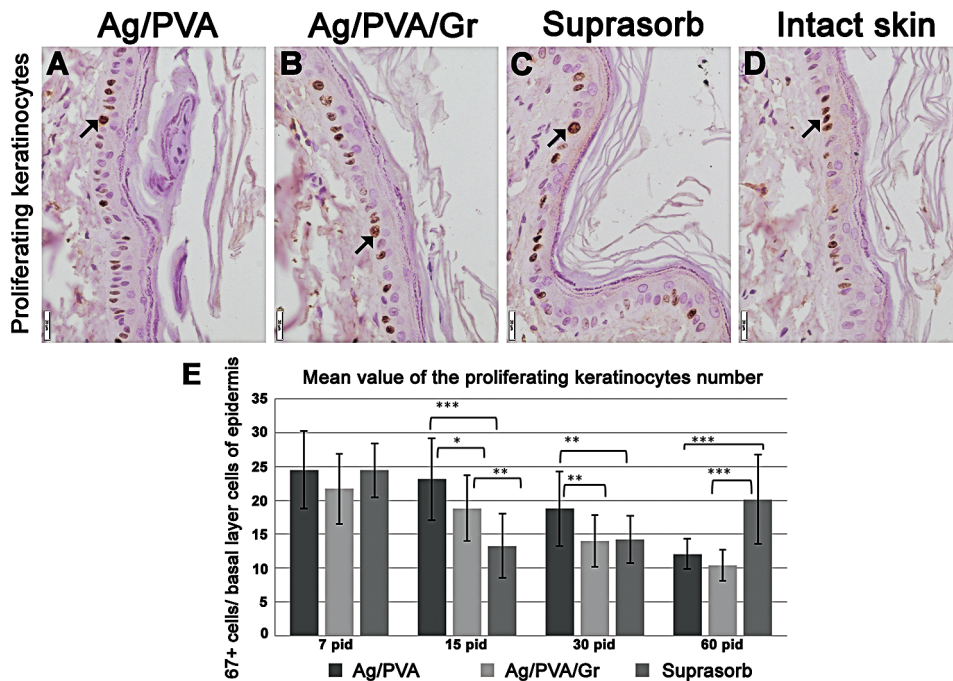 Ag/PVA Ag/PVA/Gr Suprasorb Intact skin
Proliferating keratinocytes
A B C D
E
Mean value of the proliferating keratinocytes number
67+ cells/ basal layer cells of epidermis
35
30
25
20
15
10
5
0
*** * ** ** ** *** ***
7 pid 15 pid 30 pid 60 pid
Ag/PVA Ag/PVA/Gr Suprasorb